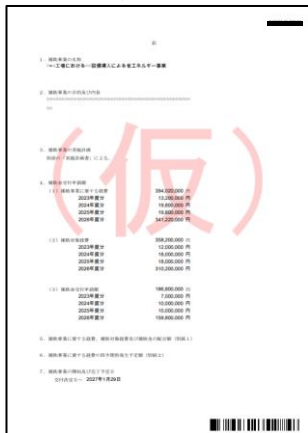 記
1. 補助事業の名称
○○工場における○○設備導入による省エネルギー事業
2. 補助事業の目的及び内容
3. 補助事業の実施計画
別添の「実施計画書」による。
4. 補助金交付申請額
(1) 補助事業に要する経費 394,020,000 円
2023年度分 13,200,000 円
2024年度分 19,800,000 円
2025年度分 19,800,000 円
2026年度分 341,220,000 円
(2) 補助対象経費 358,200,000 円
2023年度分 12,000,000 円
2024年度分 18,000,000 円
2025年度分 18,000,000 円
2026年度分 310,200,000 円
(3) 補助金交付申請額
2023年度分 7,000,000 円
2024年度分 10,000,000 円
2025年度分 10,000,000 円
2026年度分
5. 補助事業に要する経費、補助対象経費及び補助金の配分額(別紙1)
6. 補助事業に要する経費の四半期別発生予定額(別紙2)
7. 補助事業の開始及び完了予定日
交付決定日 ~ 2027年1月29日
(仮)